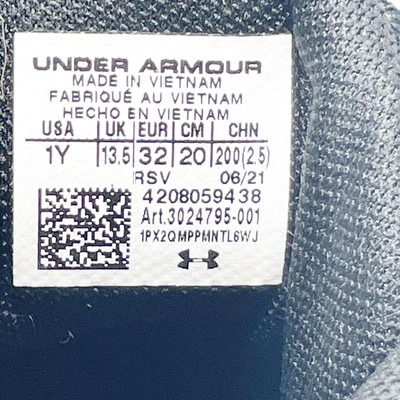 UNDER ARMOUR
MADE IN VIETNAM
FABRIQUÉ AU VIETNAM
HECHO EN VIETNAM
USA UK EUR CM CHN
1Y 13.5 32 20 200(2.5)
RSV 06/21
4208059438
Art.3024795-001
1PX2QMPPMNTL6WJ